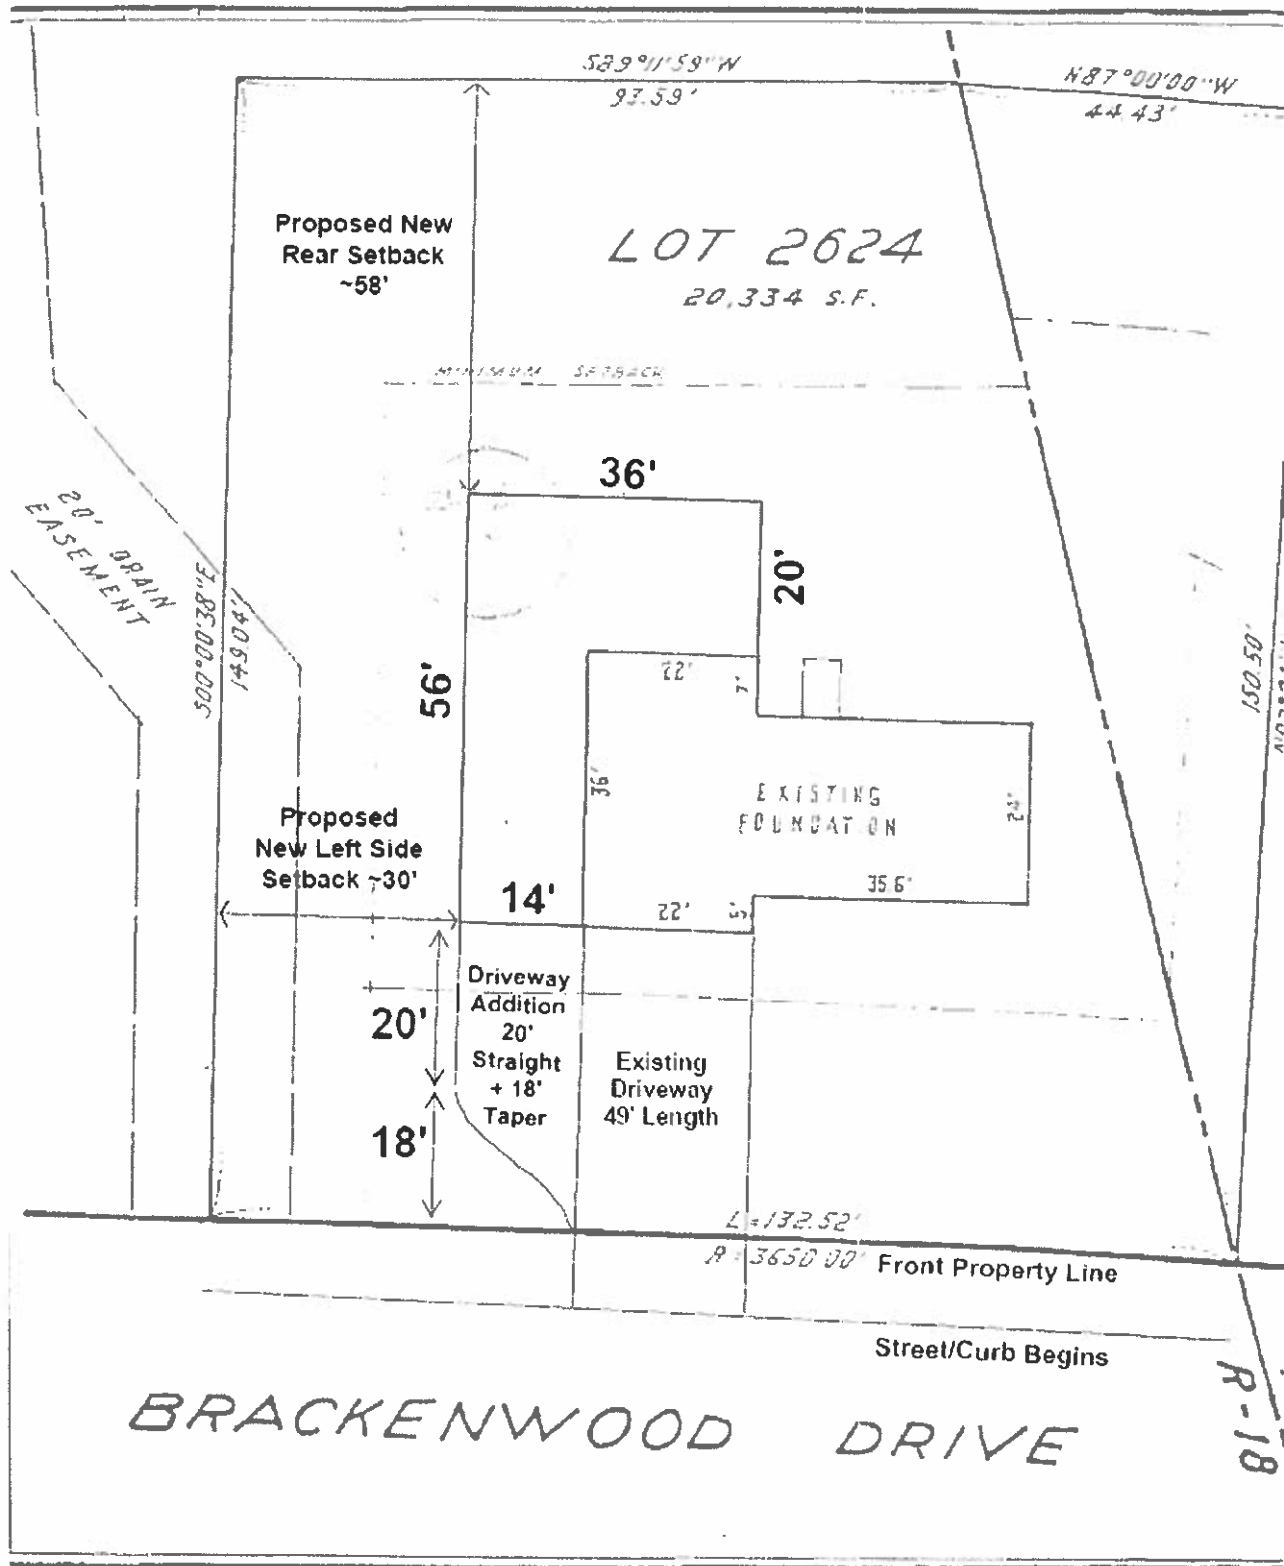 S89°11'59"W
93.59'
N87°00'00"W
44.43'
Proposed New
Rear Setback
~58'
LOT 2624
20,334 S.F.
MINIMUM SETBACK
36'
20'
20' DRAIN
EASEMENT
S00°00'38"E
149.04'
56'
22'
7'
36'
EXISTING
FOUNDATION
24'
150.50'
Proposed
New Left Side
Setback ~30'
35.6'
14'
22'
5'
Driveway
Addition
20'
Straight
+ 18'
Taper
20'
Existing
Driveway
49' Length
18'
L=132.52'
R=3650.00'
Front Property Line
Street/Curb Begins
BRACKENWOOD DRIVE
R-18